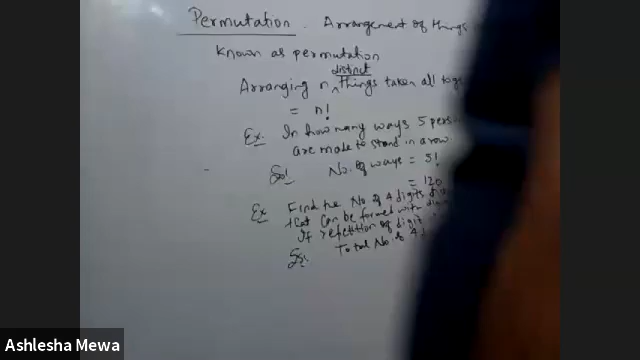 Permutation. Arrangement of things
Known as permutation
distinct
Arranging n things taken all
= n!
Ex. In how many ways 5
are made to stand in a row
Sol No. of ways = 5!
= 120
Ex Find the No. of 4 digits
that can be formed with
If repetition of digit
Sol. Total No. of 4
Ashlesha Mewa